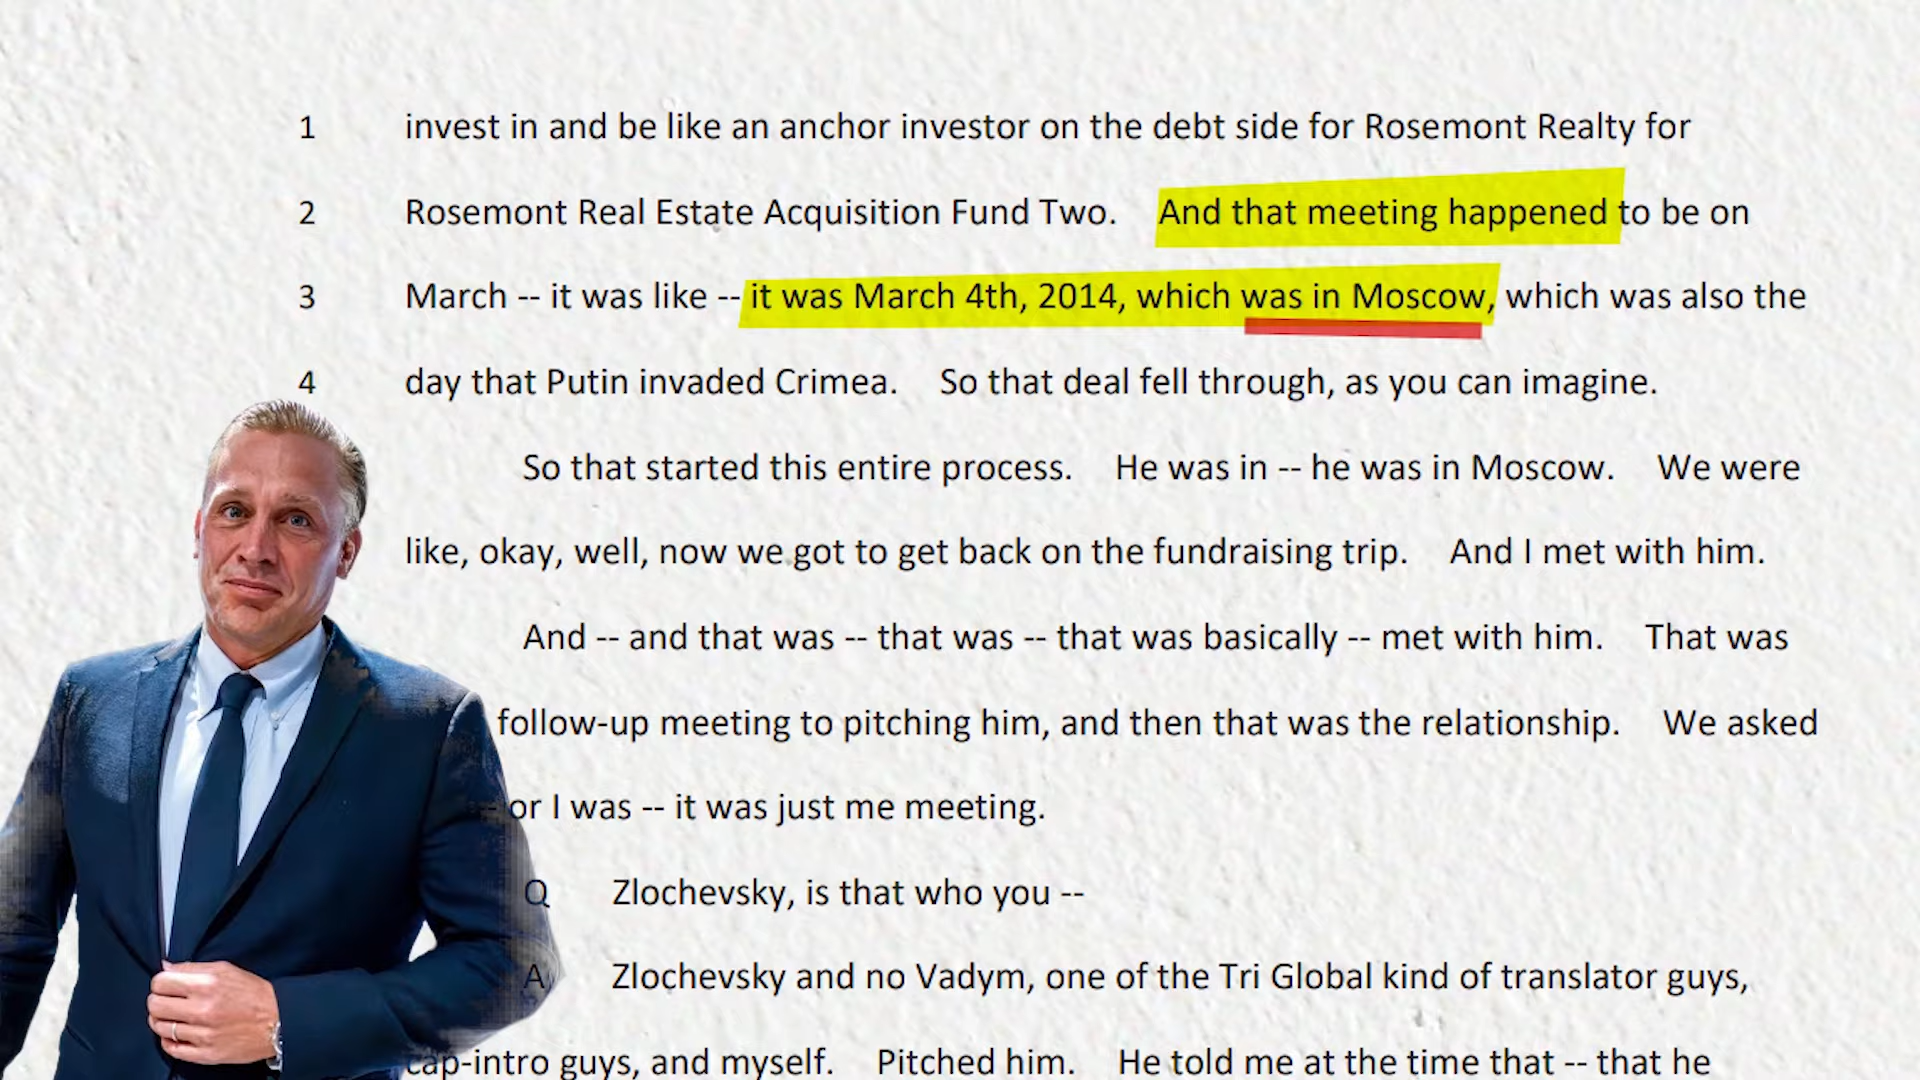 1 invest in and be like an anchor investor on the debt side for Rosemont Realty for
2 Rosemont Real Estate Acquisition Fund Two. And that meeting happened to be on
3 March -- it was like -- it was March 4th, 2014, which was in Moscow, which was also the
4 day that Putin invaded Crimea. So that deal fell through, as you can imagine.
So that started this entire process. He was in -- he was in Moscow. We were
like, okay, well, now we got to get back on the fundraising trip. And I met with him.
And -- and that was -- that was -- that was basically -- met with him. That was
follow-up meeting to pitching him, and then that was the relationship. We asked
-- or I was -- it was just me meeting.
Q Zlochevsky, is that who you --
A Zlochevsky and no Vadym, one of the Tri Global kind of translator guys,
cap-intro guys, and myself. Pitched him. He told me at the time that -- that he